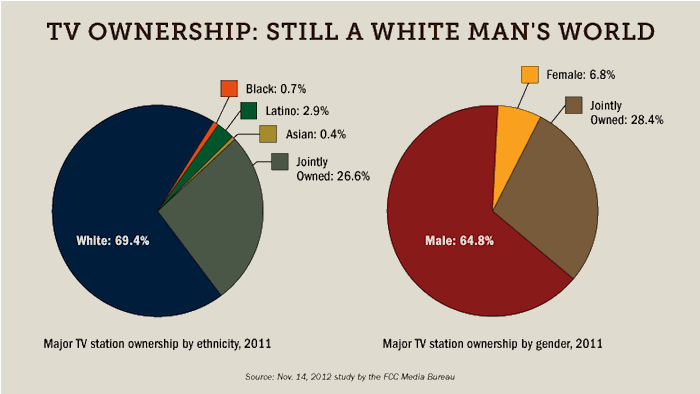 TV OWNERSHIP: STILL A WHITE MAN'S WORLD
Black: 0.7%
Latino: 2.9%
Asian: 0.4%
Jointly
Owned: 26.6%
White: 69.4%
Major TV station ownership by ethnicity, 2011
Female: 6.8%
Jointly
Owned: 28.4%
Male: 64.8%
Major TV station ownership by gender, 2011
Source: Nov. 14, 2012 study by the FCC Media Bureau